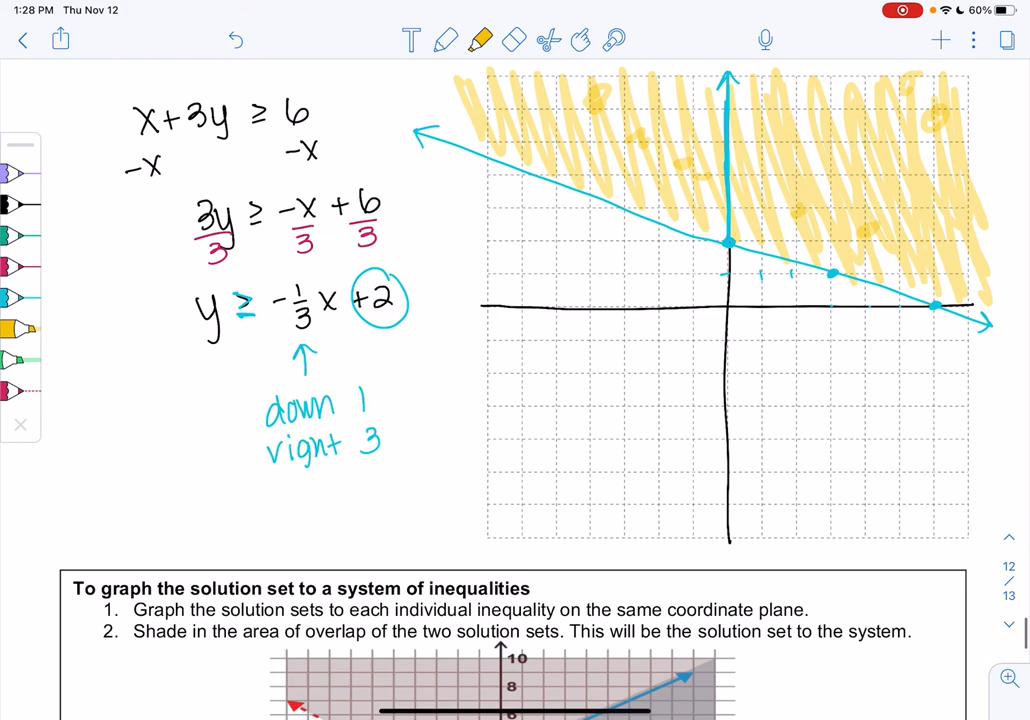 1:28 PM Thu Nov 12
60%
T
x+3y ≥ 6
-x -x
3y ≥ -x + 6
3 3 3
y ≥ -1/3 x +2
down 1
right 3
12
/
13
To graph the solution set to a system of inequalities
1. Graph the solution sets to each individual inequality on the same coordinate plane.
2. Shade in the area of overlap of the two solution sets. This will be the solution set to the system.
10
8
6